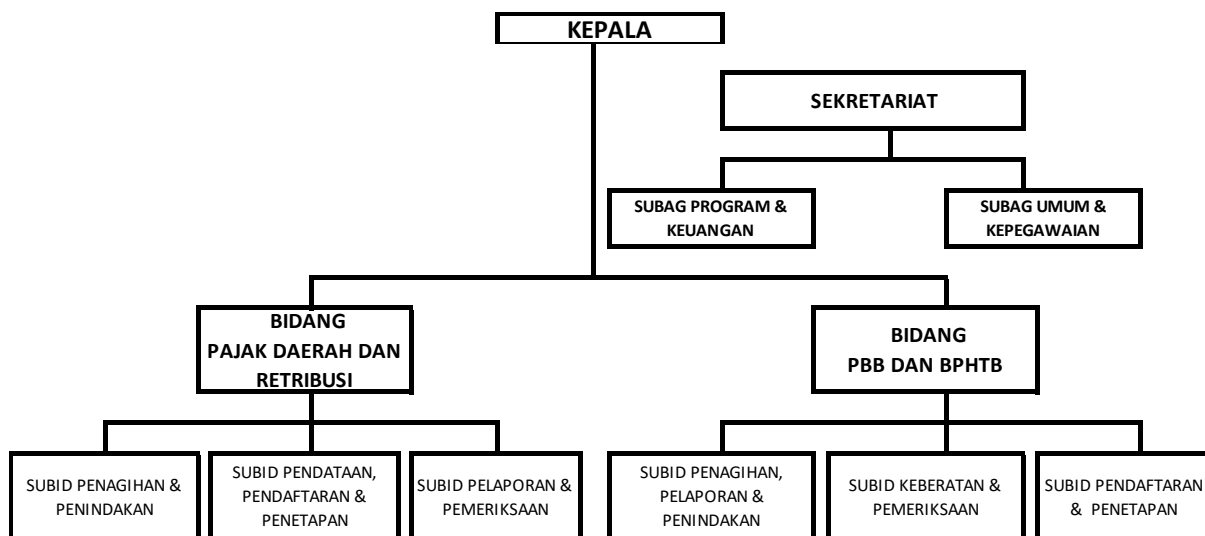 KEPALA
SEKRETARIAT
SUBAG PROGRAM &
KEUANGAN
SUBAG UMUM &
KEPEGAWAIAN
BIDANG
PAJAK DAERAH DAN
RETRIBUSI
BIDANG
PBB DAN BPHTB
SUBID PENAGIHAN &
PENINDAKAN
SUBID PENDATAAN,
PENDAFTARAN &
PENETAPAN
SUBID PELAPORAN &
PEMERIKSAAN
SUBID PENAGIHAN,
PELAPORAN &
PENINDAKAN
SUBID KEBERATAN &
PEMERIKSAAN
SUBID PENDAFTARAN
& PENETAPAN